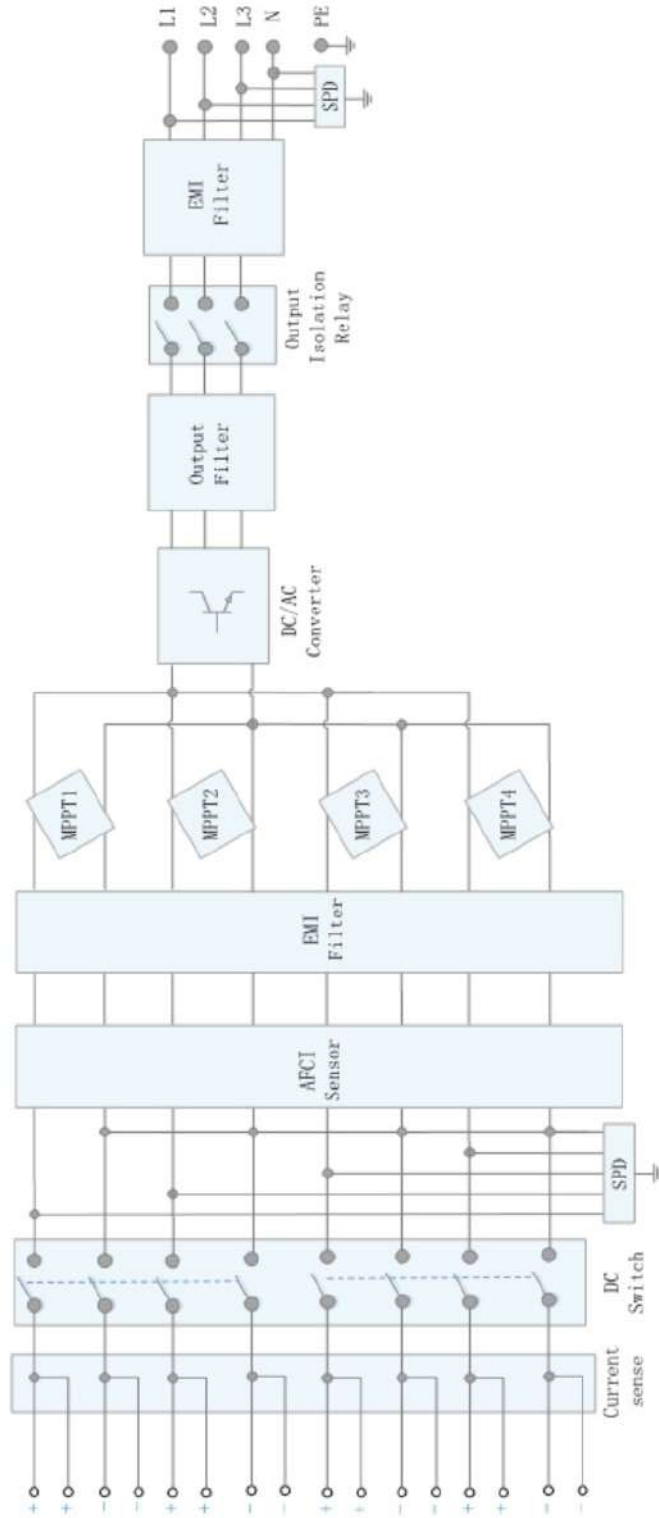 +
+
-
-
+
+
-
-
+
+
-
-
+
+
-
-
Current
sense
DC
Switch
SPD
AFCI
Sensor
EMI
Filter
MPPT1
MPPT2
MPPT3
MPPT4
DC/AC
Converter
Output
Filter
Output
Isolation
Relay
EMI
Filter
SPD
L1
L2
L3
N
PE